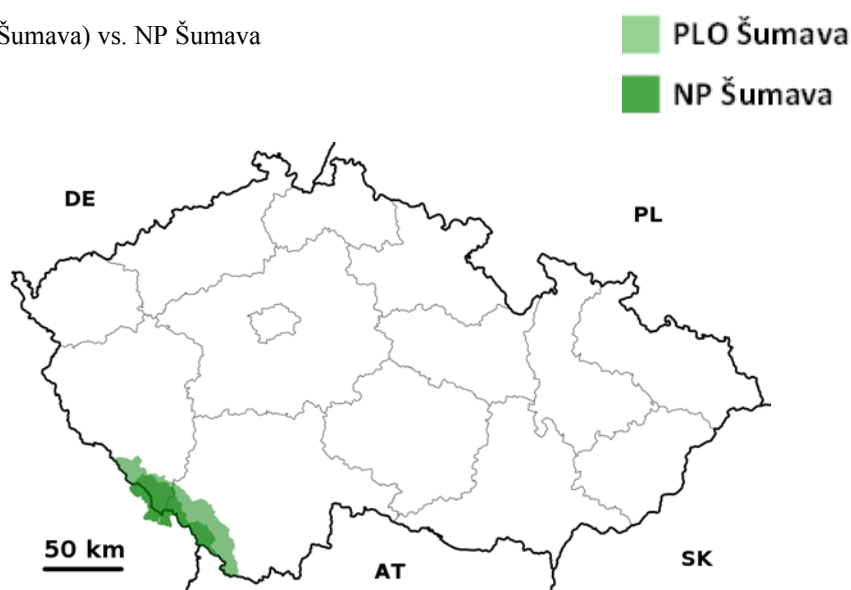 Šumava) vs. NP Šumava
PLO Šumava
NP Šumava
DE
PL
50 km
AT
SK